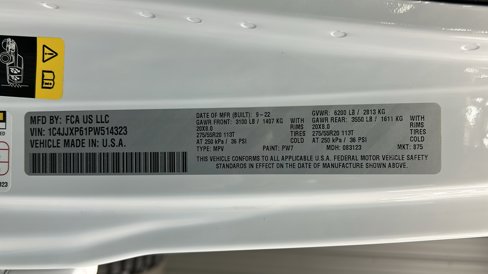 MFD BY: FCA US LLC
VIN: 1C4JJXP61PW514323
VEHICLE MADE IN: U.S.A.
DATE OF MFR (BUILT): 9-22 GVWR: 6200 LB / 2813 KG
GAWR FRONT: 3100 LB / 1407 KG WITH GAWR REAR: 3550 LB / 1611 KG WITH
20X8.0 RIMS 20X8.0 RIMS
275/55R20 113T TIRES 275/55R20 113T TIRES
AT 250 kPa / 36 PSI AT 250 kPa / 36 PSI
TYPE: MPV PAINT: PW7 MDH: 083123 MKT: 875
THIS VEHICLE CONFORMS TO ALL APPLICABLE U.S.A. FEDERAL MOTOR VEHICLE SAFETY
STANDARDS IN EFFECT ON THE DATE OF MANUFACTURE SHOWN ABOVE.